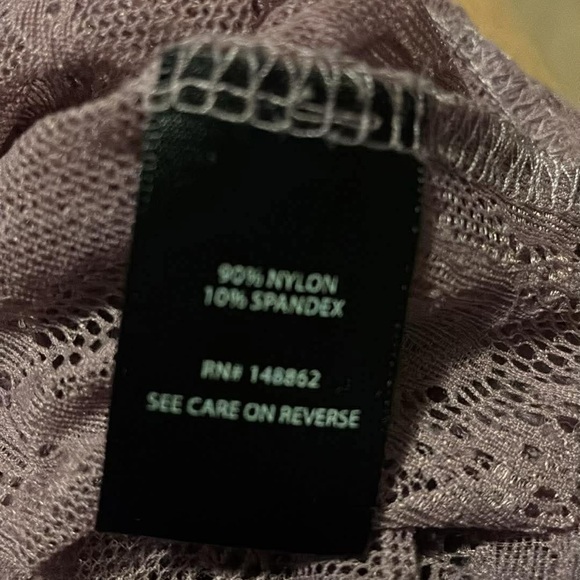 90% NYLON
10% SPANDEX
RN# 148862
SEE CARE ON REVERSE